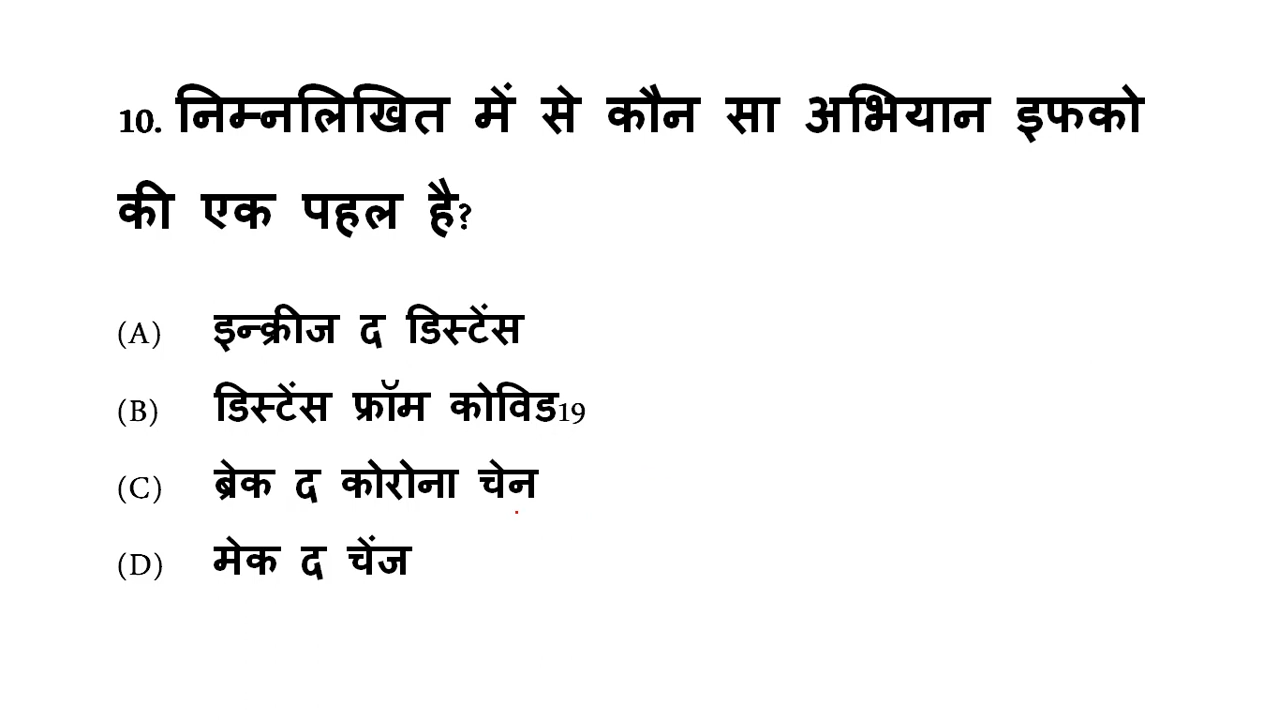 10. निम्नलिखित में से कौन सा अभियान इफको
की एक पहल है?
(A) इन्क्रीज द डिस्टेंस
(B) डिस्टेंस फ्रॉम कोविड19
(C) ब्रेक द कोरोना चेन
(D) मेक द चेंज